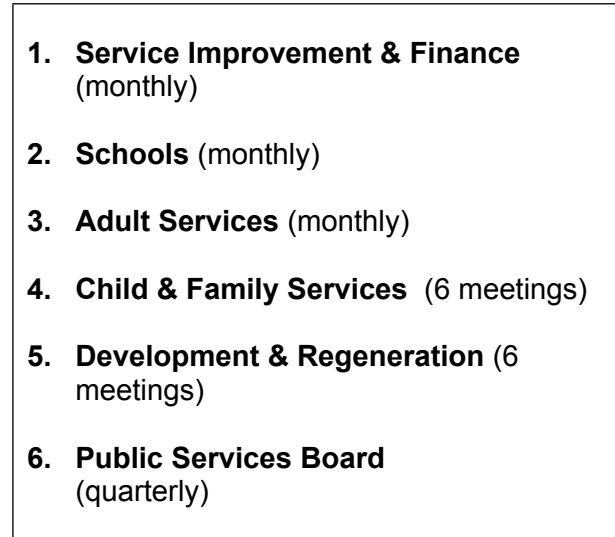 1. Service Improvement & Finance
(monthly)
2. Schools (monthly)
3. Adult Services (monthly)
4. Child & Family Services (6 meetings)
5. Development & Regeneration (6
meetings)
6. Public Services Board
(quarterly)